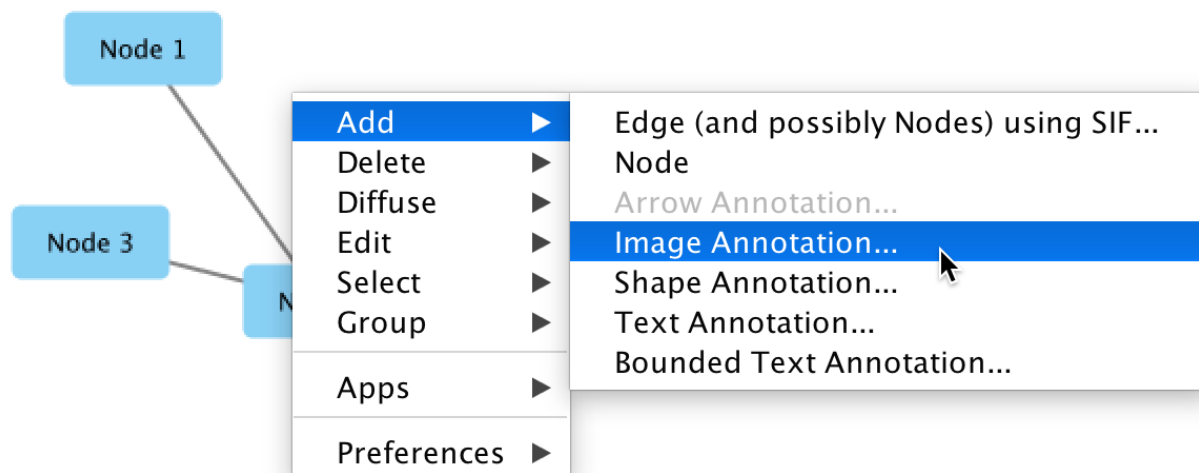 Node 1
Node 3
Add
Delete
Diffuse
Edit
Select
Group
Apps
Preferences
Edge (and possibly Nodes) using SIF...
Node
Arrow Annotation...
Image Annotation...
Shape Annotation...
Text Annotation...
Bounded Text Annotation...